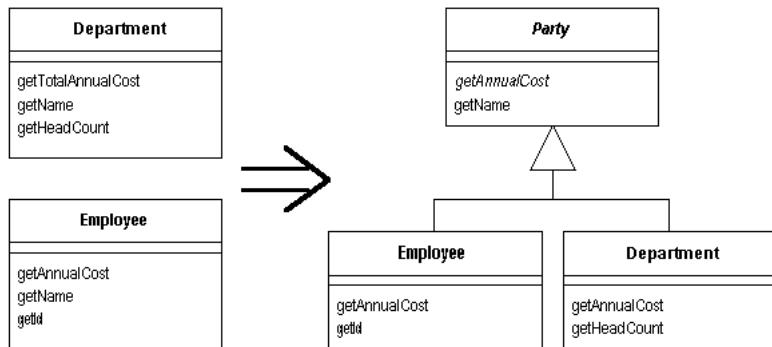 Department
getTotalAnnualCost
getName
getHeadCount
Employee
getAnnualCost
getName
getId
Party
getAnnualCost
getName
Employee
getAnnualCost
getId
Department
getAnnualCost
getHeadCount